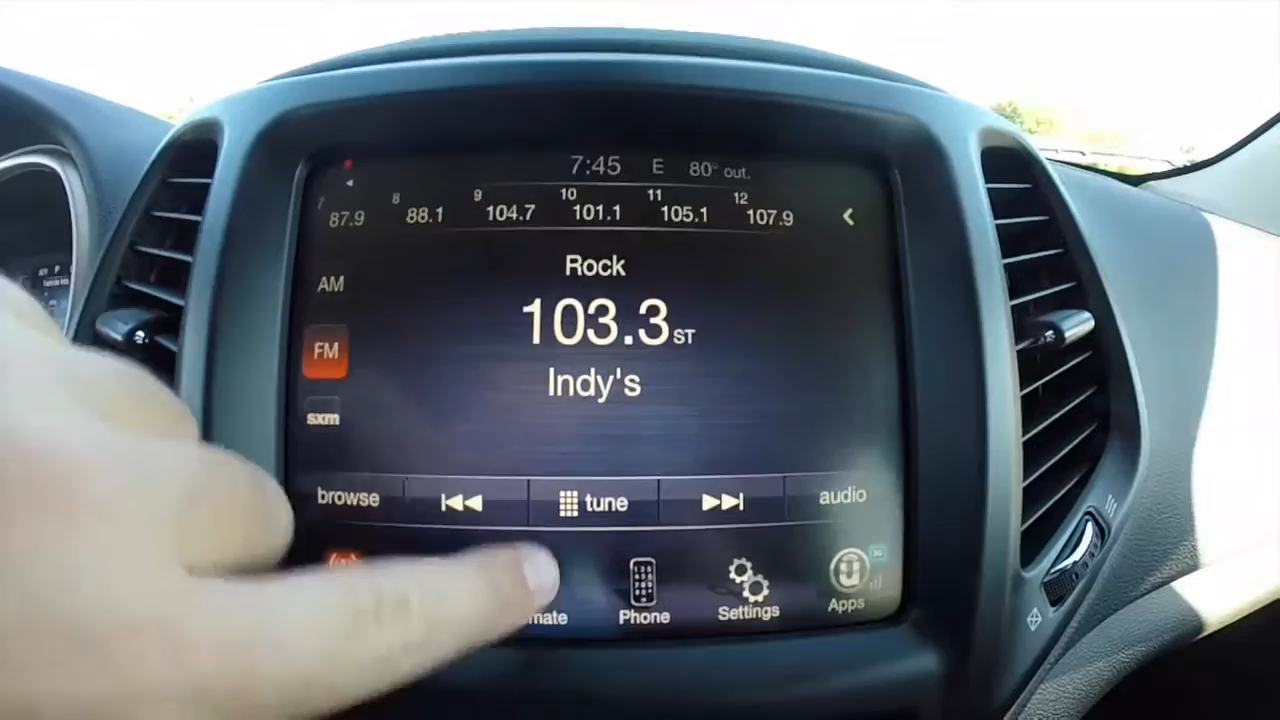 7:45 E 80° out.
7 8 9 10 11 12
87.9 88.1 104.7 101.1 105.1 107.9
Rock
AM
103.3 ST
FM
Indy's
sxm
browse tune audio
mate Phone Settings Apps
3G